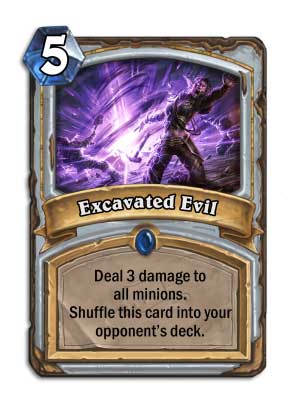 5
Excavated Evil
Deal 3 damage to
all minions.
Shuffle this card into your
opponent's deck.